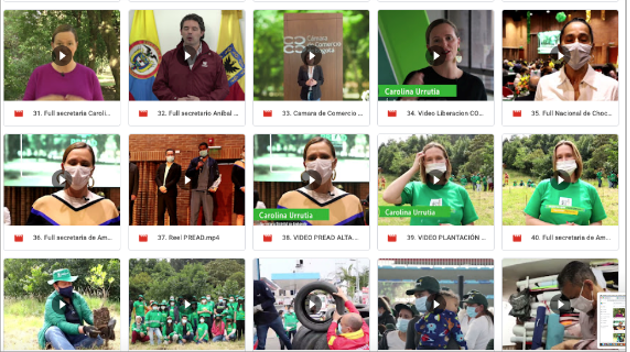 Cámara
de Comercio
Carolina Urrutia
31. Full secretaria Caroli...
32. Full secretario Anibal ...
33. Camara de Comercio ...
34. Video Liberacion CO...
35. Full Nacional de Choc...
Carolina Urrutia
Carolina Urrutia
36. Full secretaria de Am...
37. Reel PREAD.mp4
38. VIDEO PREAD ALTA...
39. VIDEO PLANTACIÓN ...
40. Full secretaria de Am...